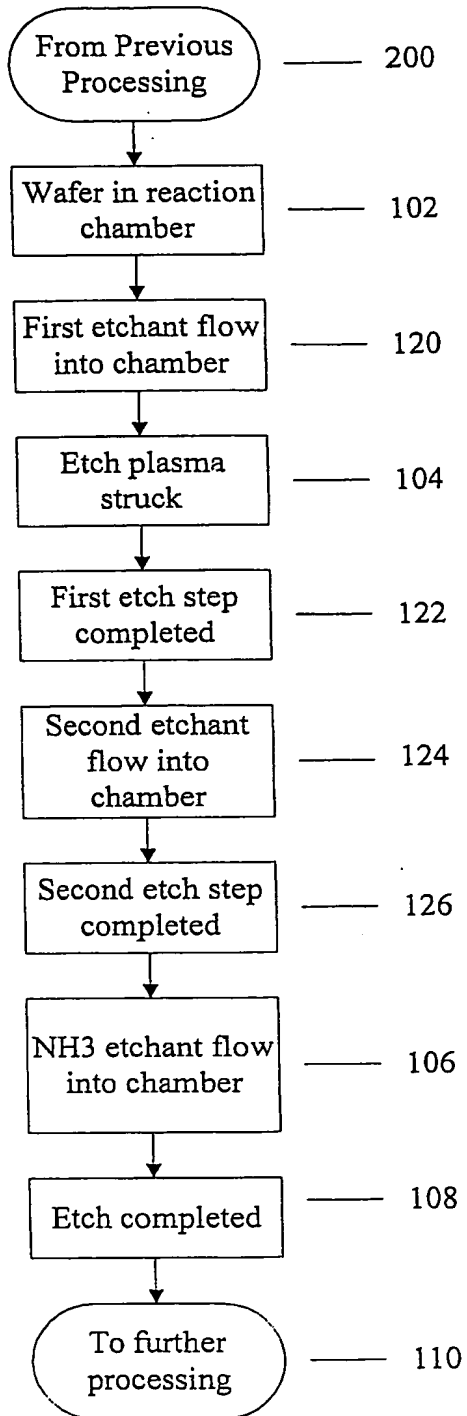 From Previous
Processing
200
Wafer in reaction
chamber
102
First etchant flow
into chamber
120
Etch plasma
struck
104
First etch step
completed
122
Second etchant
flow into
chamber
124
Second etch step
completed
126
NH3 etchant flow
into chamber
106
Etch completed
108
To further
processing
110